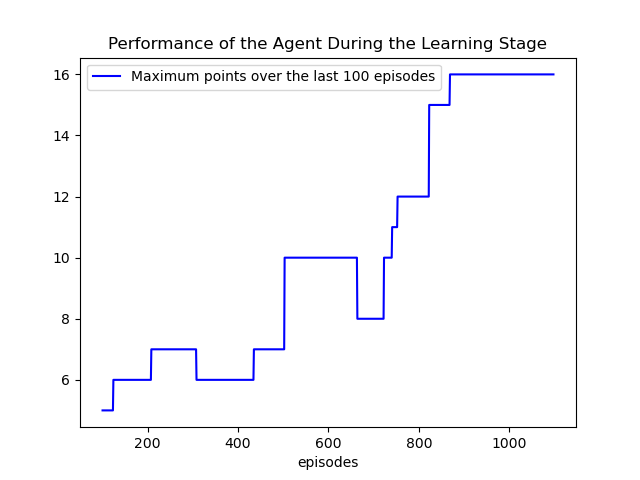 Performance of the Agent During the Learning Stage
Maximum points over the last 100 episodes
16
14
12
10
8
6
200 400 600 800 1000
episodes